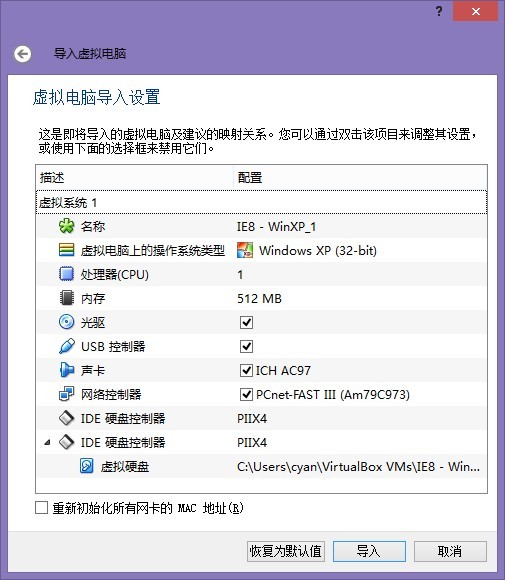 ?
导入虚拟电脑
虚拟电脑导入设置
这是即将导入的虚拟电脑及建议的映射关系。您可以通过双击该项目来调整其设置，
或使用下面的选择框来禁用它们。
描述 配置
虚拟系统 1
名称 IE8 - WinXP_1
虚拟电脑上的操作系统类型 Windows XP (32-bit)
处理器(CPU) 1
内存 512 MB
光驱
USB 控制器
声卡 ICH AC97
网络控制器 PCnet-FAST III (Am79C973)
IDE 硬盘控制器 PIIX4
IDE 硬盘控制器 PIIX4
虚拟硬盘 C:\Users\cyan\VirtualBox VMs\IE8 - Win...
重新初始化所有网卡的 MAC 地址(R)
恢复为默认值 导入 取消